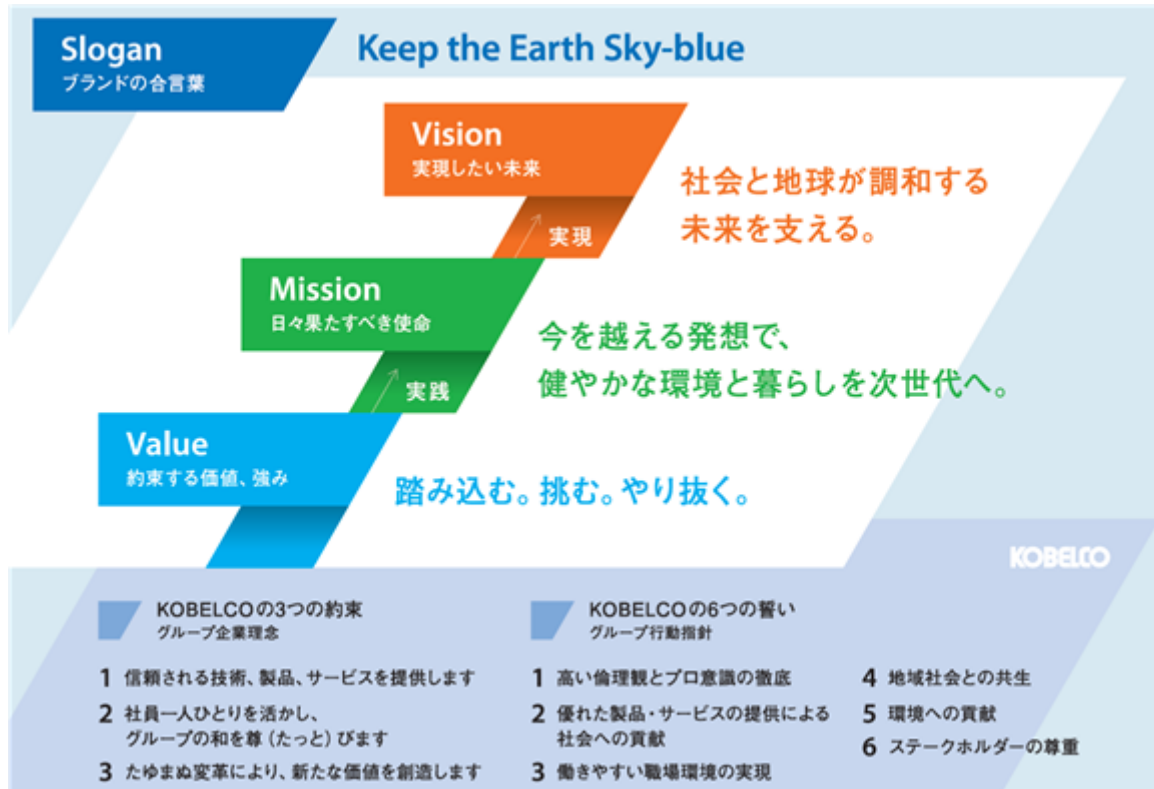 Slogan
ブランドの合言葉
Keep the Earth Sky-blue
Vision
実現したい未来
社会と地球が調和する
未来を支える。
実現
Mission
日々果たすべき使命
今を越える発想で、
健やかな環境と暮らしを次世代へ。
実践
Value
約束する価値、強み
踏み込む。挑む。やり抜く。
KOBELCO
KOBELCOの3つの約束
グループ企業理念
1 信頼される技術、製品、サービスを提供します
2 社員一人ひとりを活かし、
グループの和を尊(たっと)びます
3 たゆまぬ変革により、新たな価値を創造します
KOBELCOの6つの誓い
グループ行動指針
1 高い倫理観とプロ意識の徹底
2 優れた製品・サービスの提供による
社会への貢献
3 働きやすい職場環境の実現
4 地域社会との共生
5 環境への貢献
6 ステークホルダーの尊重